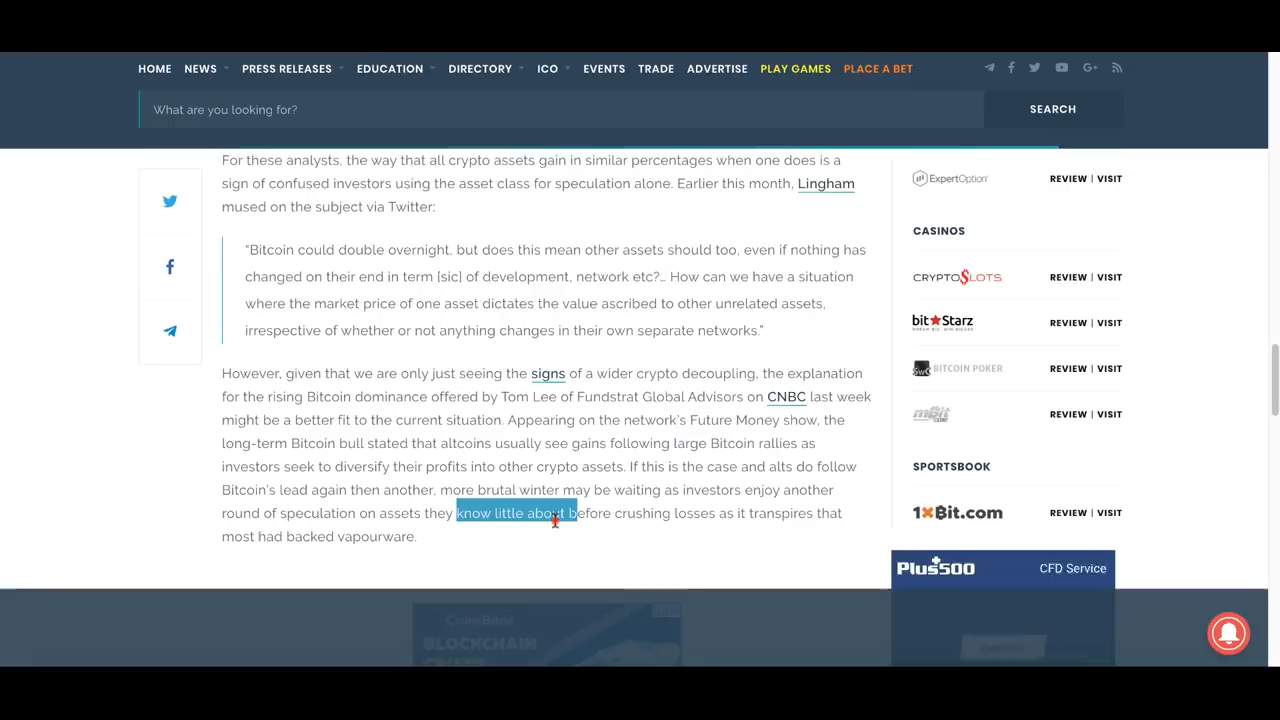 HOME NEWS PRESS RELEASES EDUCATION DIRECTORY ICO EVENTS TRADE ADVERTISE PLAY GAMES PLACE A BET
What are you looking for?
SEARCH
For these analysts, the way that all crypto assets gain in similar percentages when one does is a
sign of confused investors using the asset class for speculation alone. Earlier this month, Lingham
mused on the subject via Twitter:
“Bitcoin could double overnight, but does this mean other assets should too, even if nothing has
changed on their end in term [sic] of development, network etc?… How can we have a situation
where the market price of one asset dictates the value ascribed to other unrelated assets,
irrespective of whether or not anything changes in their own separate networks.”
However, given that we are only just seeing the signs of a wider crypto decoupling, the explanation
for the rising Bitcoin dominance offered by Tom Lee of Fundstrat Global Advisors on CNBC last week
might be a better fit to the current situation. Appearing on the network’s Future Money show, the
long-term Bitcoin bull stated that altcoins usually see gains following large Bitcoin rallies as
investors seek to diversify their profits into other crypto assets. If this is the case and alts do follow
Bitcoin’s lead again then another, more brutal winter may be waiting as investors enjoy another
round of speculation on assets they know little about before crushing losses as it transpires that
most had backed vapourware.
ExpertOption REVIEW | VISIT
CASINOS
CRYPTO$LOTS REVIEW | VISIT
bitStarz REVIEW | VISIT
BITCOIN POKER REVIEW | VISIT
mBit REVIEW | VISIT
SPORTSBOOK
1XBit.com REVIEW | VISIT
Plus500 CFD Service
CoinsBank
BLOCKCHAIN